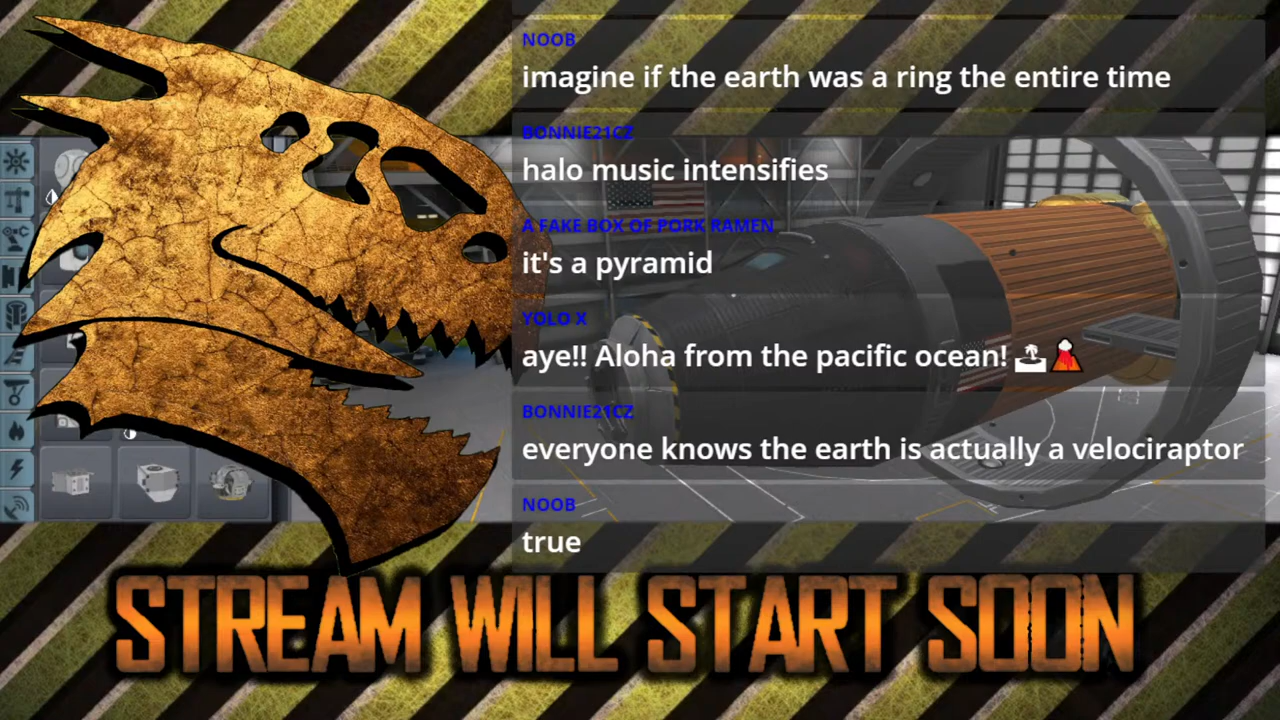 NOOB
imagine if the earth was a ring the entire time
BONNIE21CZ
halo music intensifies
A FAKE BOX OF PORK RAMEN
it's a pyramid
YOLO X
aye!! Aloha from the pacific ocean! 🏝🌋
BONNIE21CZ
everyone knows the earth is actually a velociraptor
NOOB
true
STREAM WILL START SOON